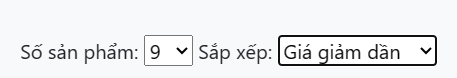 Số sản phẩm: 9 Sắp xếp: Giá giảm dần